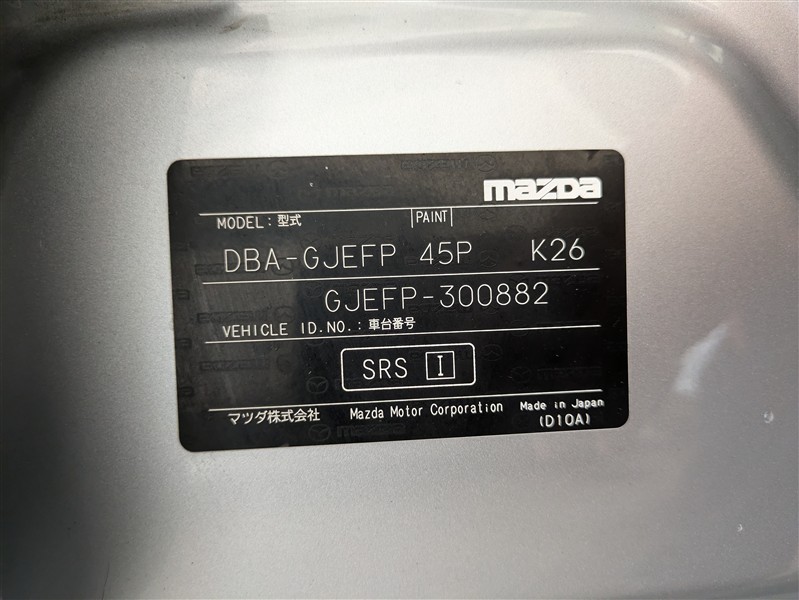 mazda
MODEL:型式 |PAINT|
DBA-GJEFP 45P K26
GJEFP-300882
VEHICLE ID.NO.:車台番号
SRS I
マツダ株式会社 Mazda Motor Corporation Made in Japan
(D10A)